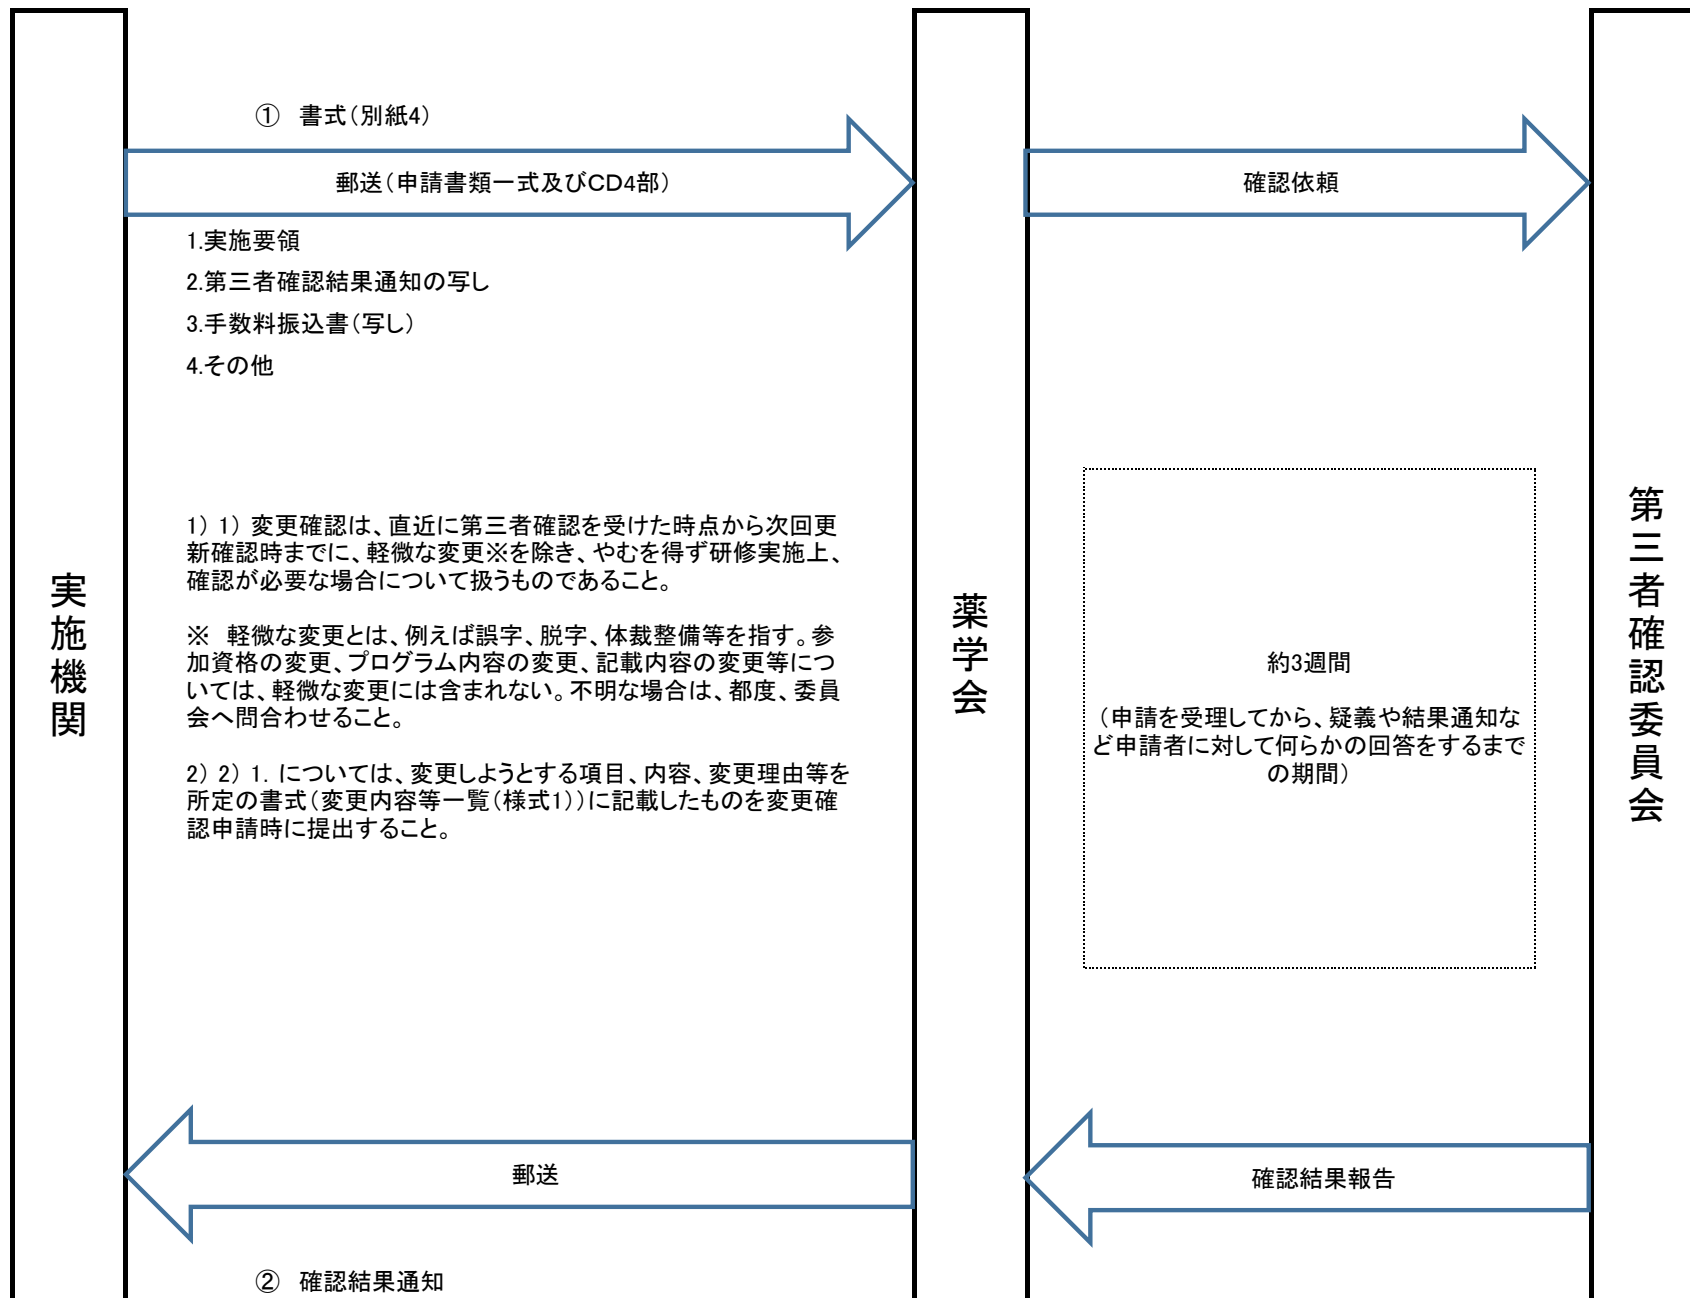 ① 書式（別紙4）
郵送（申請書類一式及びCD4部）
確認依頼
1.実施要領
2.第三者確認結果通知の写し
3.手数料振込書（写し）
4.その他
実施機関
1） 1） 変更確認は、直近に第三者確認を受けた時点から次回更
新確認時までに、軽微な変更※を除き、やむを得ず研修実施上、
確認が必要な場合について扱うものであること。
※ 軽微な変更とは、例えば誤字、脱字、体裁整備等を指す。参
加資格の変更、プログラム内容の変更、記載内容の変更等につ
いては、軽微な変更には含まれない。不明な場合は、都度、委員
会へ問合わせること。
2） 2） 1. については、変更しようとする項目、内容、変更理由等を
所定の書式（変更内容等一覧（様式1））に記載したものを変更確
認申請時に提出すること。
薬学会
約3週間
（申請を受理してから、疑義や結果通知な
ど申請者に対して何らかの回答をするまで
の期間）
第三者確認委員会
郵送
確認結果報告
② 確認結果通知